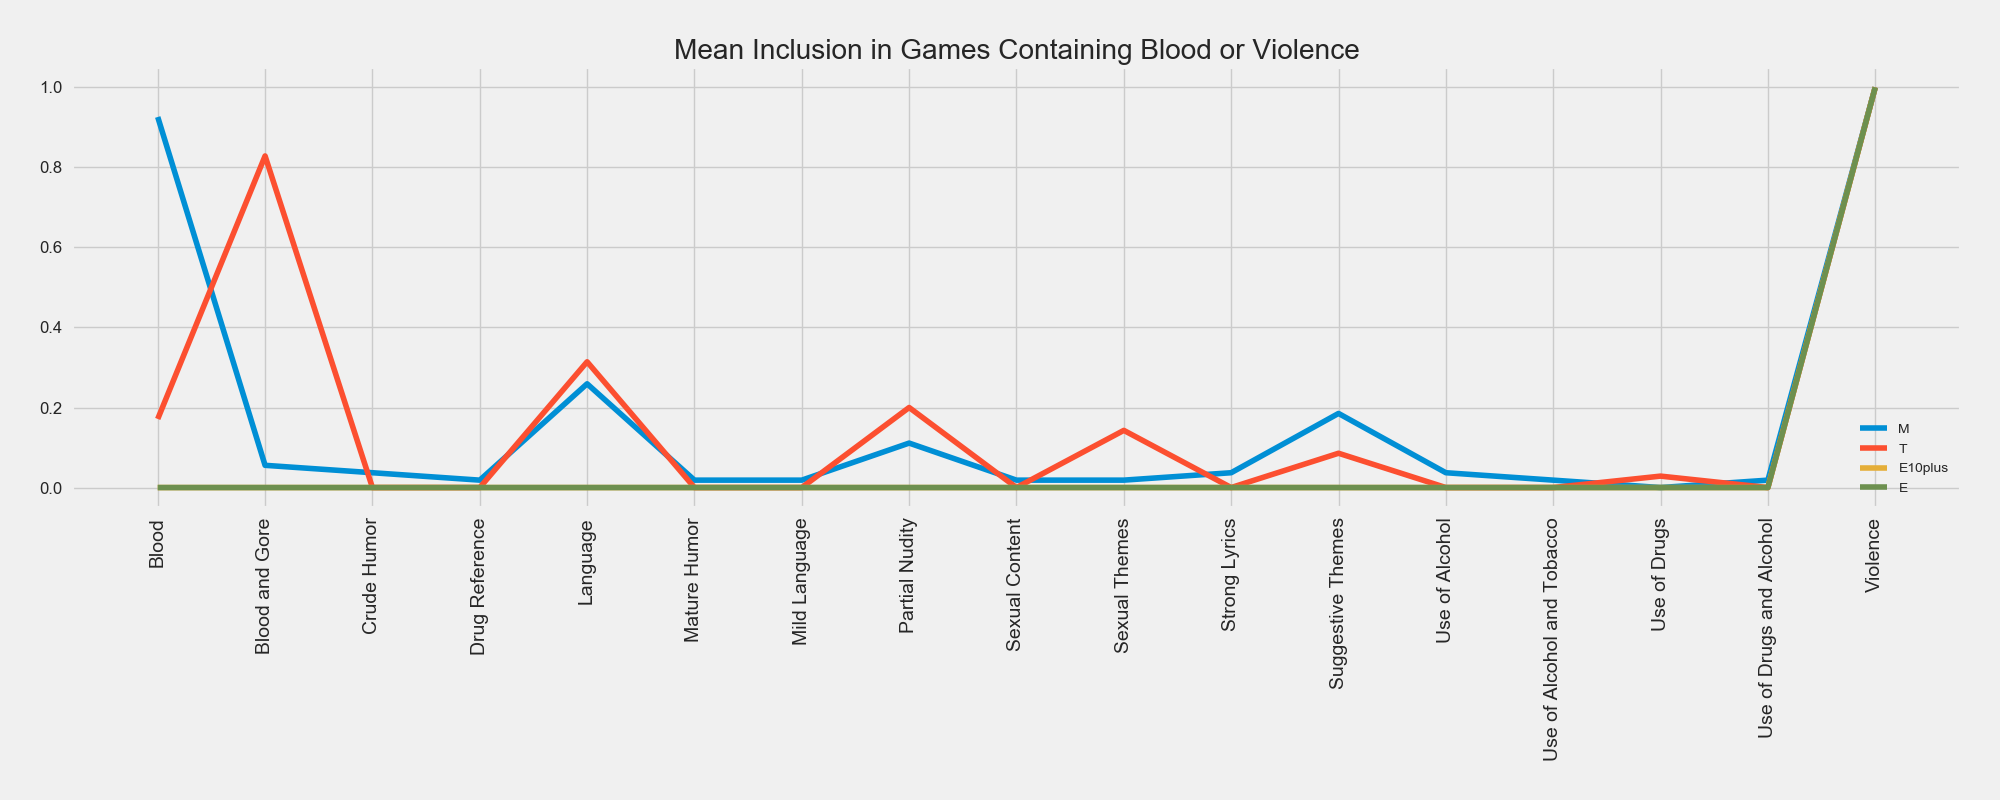 Mean Inclusion in Games Containing Blood or Violence
1.0
0.8
0.6
0.4
0.2
0.0
M
T
E10plus
E
Blood
Blood and Gore
Crude Humor
Drug Reference
Language
Mature Humor
Mild Language
Partial Nudity
Sexual Content
Sexual Themes
Strong Lyrics
Suggestive Themes
Use of Alcohol
Use of Alcohol and Tobacco
Use of Drugs
Use of Drugs and Alcohol
Violence